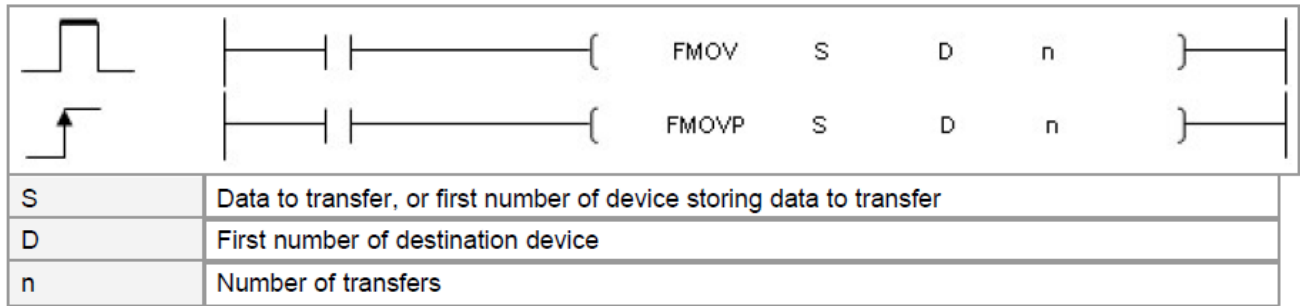 FMOV S D n
FMOVP S D n
S Data to transfer, or first number of device storing data to transfer
D First number of destination device
n Number of transfers